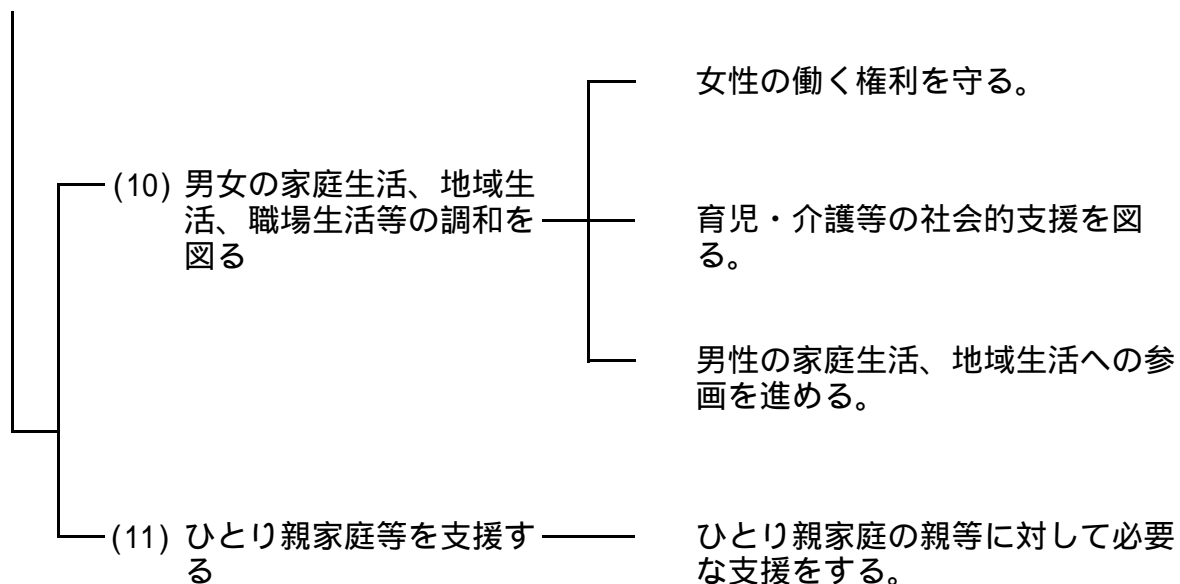 女性の働く権利を守る。
(10) 男女の家庭生活、地域生
活、職場生活等の調和を
図る
育児・介護等の社会的支援を図
る。
男性の家庭生活、地域生活への参
画を進める。
(11) ひとり親家庭等を支援す
る
ひとり親家庭の親等に対して必要
な支援をする。